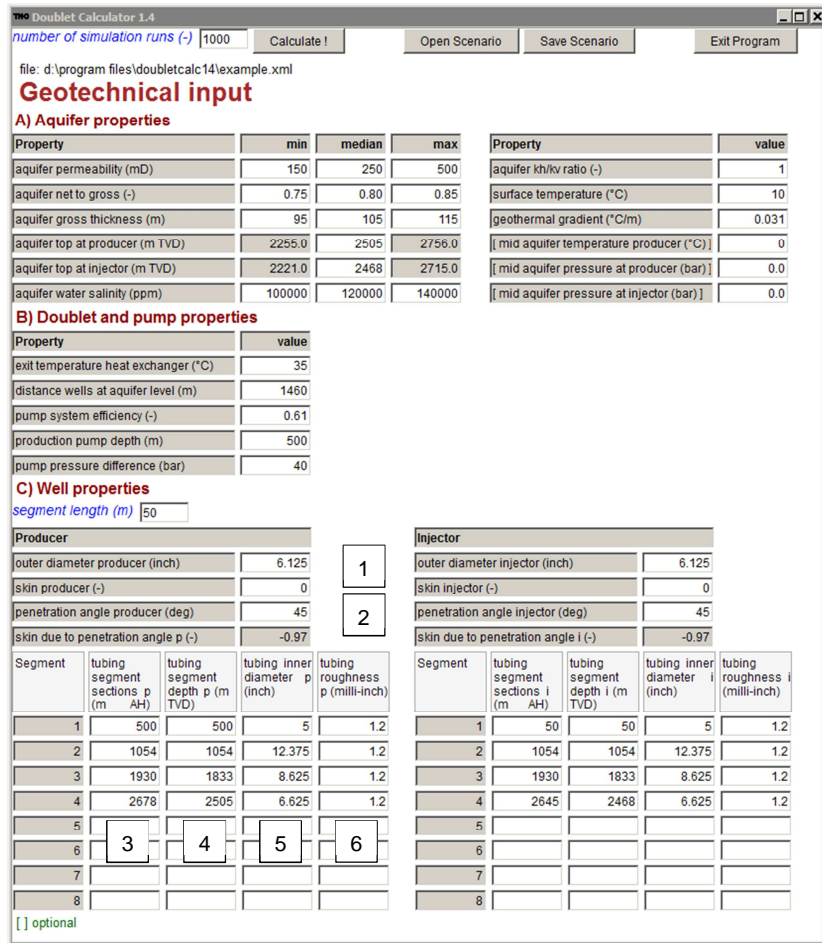 TNO Doublet Calculator 1.4
number of simulation runs (-) 1000 Calculate ! Open Scenario Save Scenario Exit Program
file: d:\program files\doubletcalc14\example.xml
Geotechnical input
A) Aquifer properties
Property min median max Property value
aquifer permeability (mD) 150 250 500 aquifer kh/kv ratio (-) 1
aquifer net to gross (-) 0.75 0.80 0.85 surface temperature (°C) 10
aquifer gross thickness (m) 95 105 115 geothermal gradient (°C/m) 0.031
aquifer top at producer (m TVD) 2255.0 2505 2756.0 [ mid aquifer temperature producer (°C) ] 0
aquifer top at injector (m TVD) 2221.0 2468 2715.0 [ mid aquifer pressure at producer (bar) ] 0.0
aquifer water salinity (ppm) 100000 120000 140000 [ mid aquifer pressure at injector (bar) ] 0.0
B) Doublet and pump properties
Property value
exit temperature heat exchanger (°C) 35
distance wells at aquifer level (m) 1460
pump system efficiency (-) 0.61
production pump depth (m) 500
pump pressure difference (bar) 40
C) Well properties
segment length (m) 50
Producer Injector
outer diameter producer (inch) 6.125 1 outer diameter injector (inch) 6.125
skin producer (-) 0 skin injector (-) 0
penetration angle producer (deg) 45 2 penetration angle injector (deg) 45
skin due to penetration angle p (-) -0.97 skin due to penetration angle i (-) -0.97
Segment tubing tubing tubing inner tubing Segment tubing tubing tubing inner tubing
segment segment diameter p roughness segment segment diameter i roughness i
sections p depth p (m (inch) p (milli-inch) sections i depth i (m (inch) (milli-inch)
(m AH) TVD) (m AH) TVD)
1 500 500 5 1.2 1 50 50 5 1.2
2 1054 1054 12.375 1.2 2 1054 1054 12.375 1.2
3 1930 1833 8.625 1.2 3 1930 1833 8.625 1.2
4 2678 2505 6.625 1.2 4 2645 2468 6.625 1.2
5 5
6 3 4 5 6 6
7 7
8 8
[ ] optional